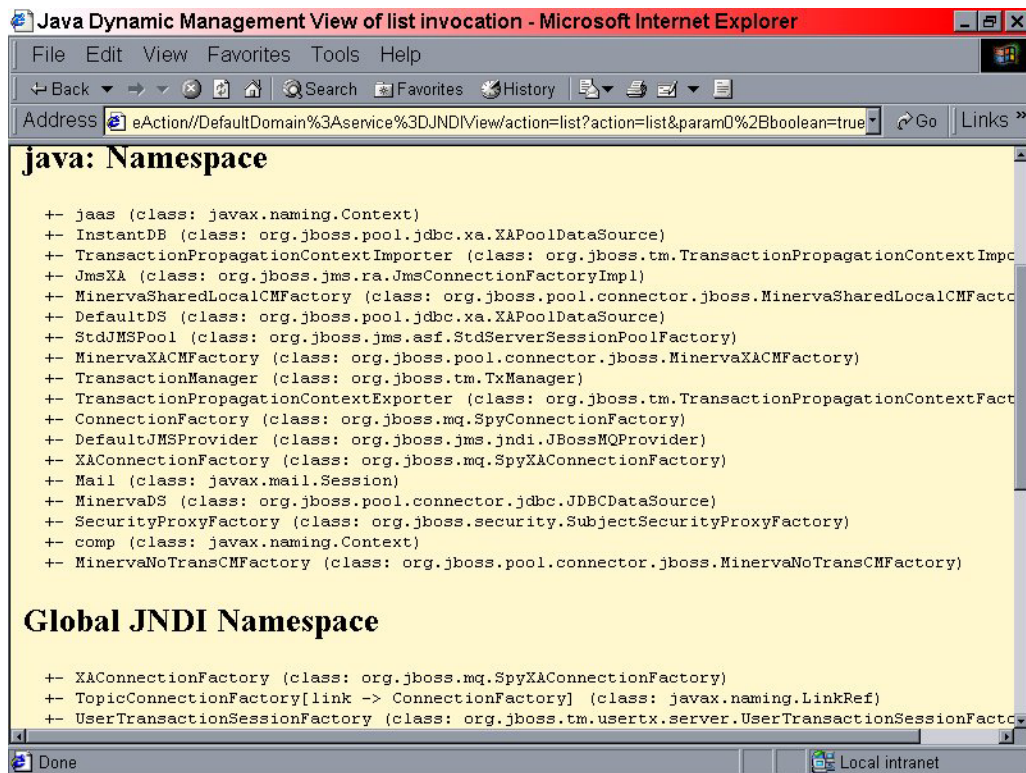 Java Dynamic Management View of list invocation - Microsoft Internet Explorer
File Edit View Favorites Tools Help
Back Search Favorites History
Address eAction//DefaultDomain%3Aservice%3DJNDIView/action=list?action=list&param0%2Bboolean=true Go Links »
java: Namespace
+- jaas (class: javax.naming.Context)
+- InstantDB (class: org.jboss.pool.jdbc.xa.XAPoolDataSource)
+- TransactionPropagationContextImporter (class: org.jboss.tm.TransactionPropagationContextImpo
+- JmsXA (class: org.jboss.jms.ra.JmsConnectionFactoryImpl)
+- MinervaSharedLocalCMFactory (class: org.jboss.pool.connector.jboss.MinervaSharedLocalCMFacto
+- DefaultDS (class: org.jboss.pool.jdbc.xa.XAPoolDataSource)
+- StdJMSPool (class: org.jboss.jms.asf.StdServerSessionPoolFactory)
+- MinervaXACMFactory (class: org.jboss.pool.connector.jboss.MinervaXACMFactory)
+- TransactionManager (class: org.jboss.tm.TxManager)
+- TransactionPropagationContextExporter (class: org.jboss.tm.TransactionPropagationContextFact
+- ConnectionFactory (class: org.jboss.mq.SpyConnectionFactory)
+- DefaultJMSProvider (class: org.jboss.jms.jndi.JBossMQProvider)
+- XAConnectionFactory (class: org.jboss.mq.SpyXAConnectionFactory)
+- Mail (class: javax.mail.Session)
+- MinervaDS (class: org.jboss.pool.connector.jdbc.JDBCDataSource)
+- SecurityProxyFactory (class: org.jboss.security.SubjectSecurityProxyFactory)
+- comp (class: javax.naming.Context)
+- MinervaNoTransCMFactory (class: org.jboss.pool.connector.jboss.MinervaNoTransCMFactory)
Global JNDI Namespace
+- XAConnectionFactory (class: org.jboss.mq.SpyXAConnectionFactory)
+- TopicConnectionFactory[link -> ConnectionFactory] (class: javax.naming.LinkRef)
+- UserTransactionSessionFactory (class: org.jboss.tm.usertx.server.UserTransactionSessionFacto
Done Local intranet